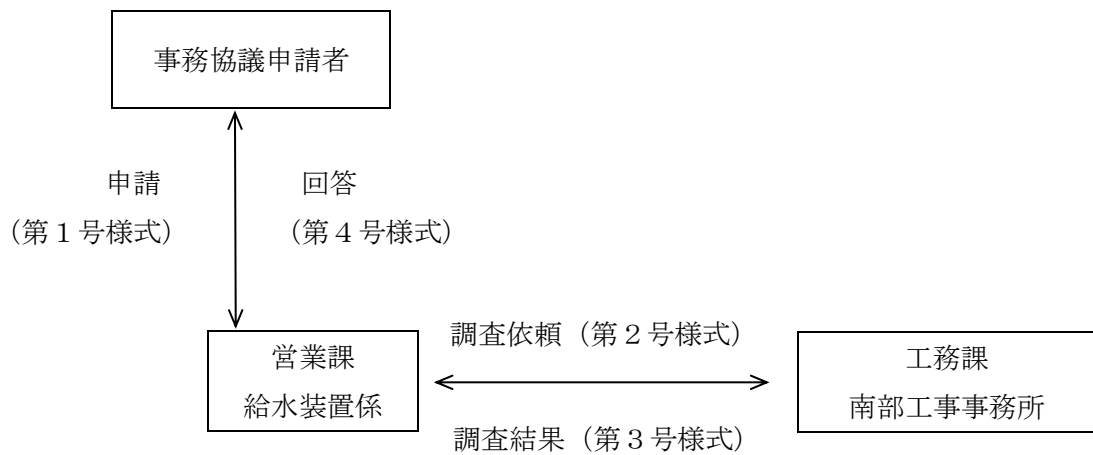 事務協議申請者
申請
（第１号様式）
回答
（第４号様式）
営業課
給水装置係
調査依頼（第２号様式）
調査結果（第３号様式）
工務課
南部工事事務所